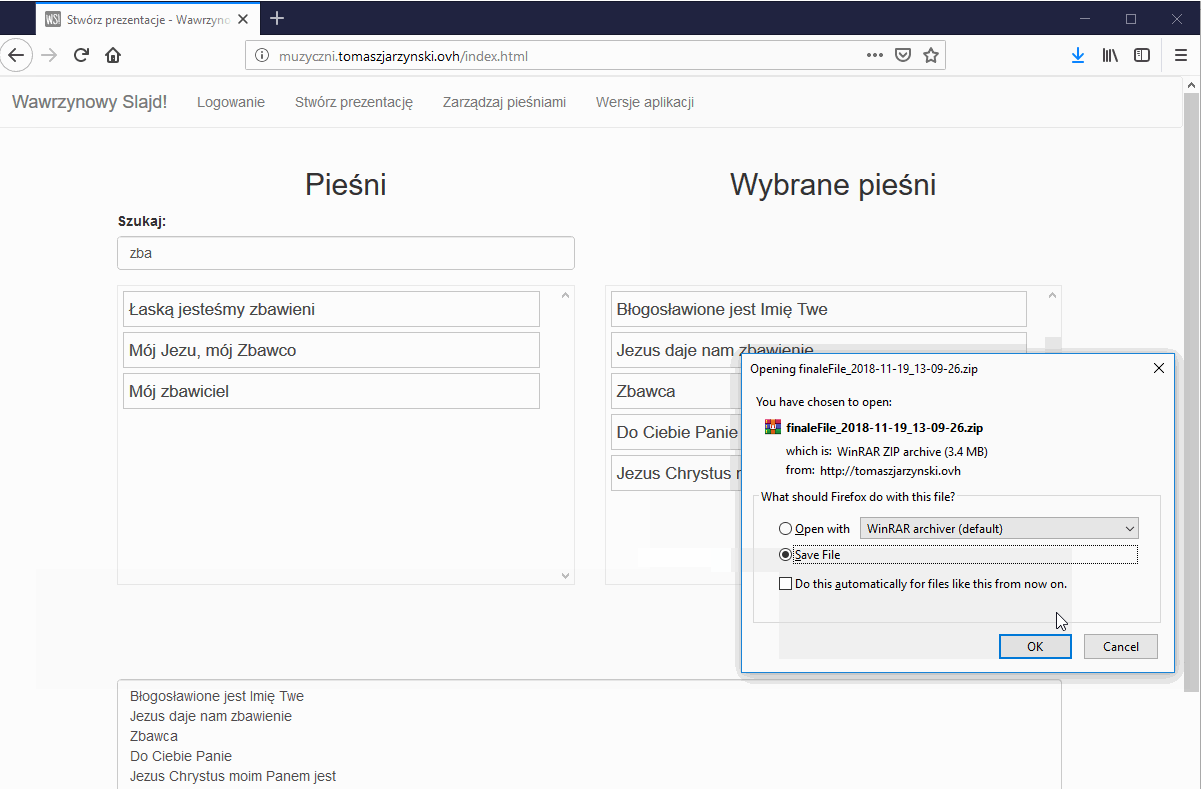 WS!
Stwórz prezentacje - Wawrzyno
muzyczni.tomaszjarzynski.ovh/index.html
Wawrzynowy Slajd! Logowanie Stwórz prezentację Zarządzaj pieśniami Wersje aplikacji
Pieśni
Szukaj:
zba
Łaską jesteśmy zbawieni
Mój Jezu, mój Zbawco
Mój zbawiciel
Wybrane pieśni
Błogosławione jest Imię Twe
Jezus daje nam zbawienie
Zbawca
Do Ciebie Panie
Jezus Chrystus
Opening finaleFile_2018-11-19_13-09-26.zip
You have chosen to open:
finaleFile_2018-11-19_13-09-26.zip
which is: WinRAR ZIP archive (3.4 MB)
from: http://tomaszjarzynski.ovh
What should Firefox do with this file?
Open with WinRAR archiver (default)
Save File
Do this automatically for files like this from now on.
OK Cancel
Błogosławione jest Imię Twe
Jezus daje nam zbawienie
Zbawca
Do Ciebie Panie
Jezus Chrystus moim Panem jest